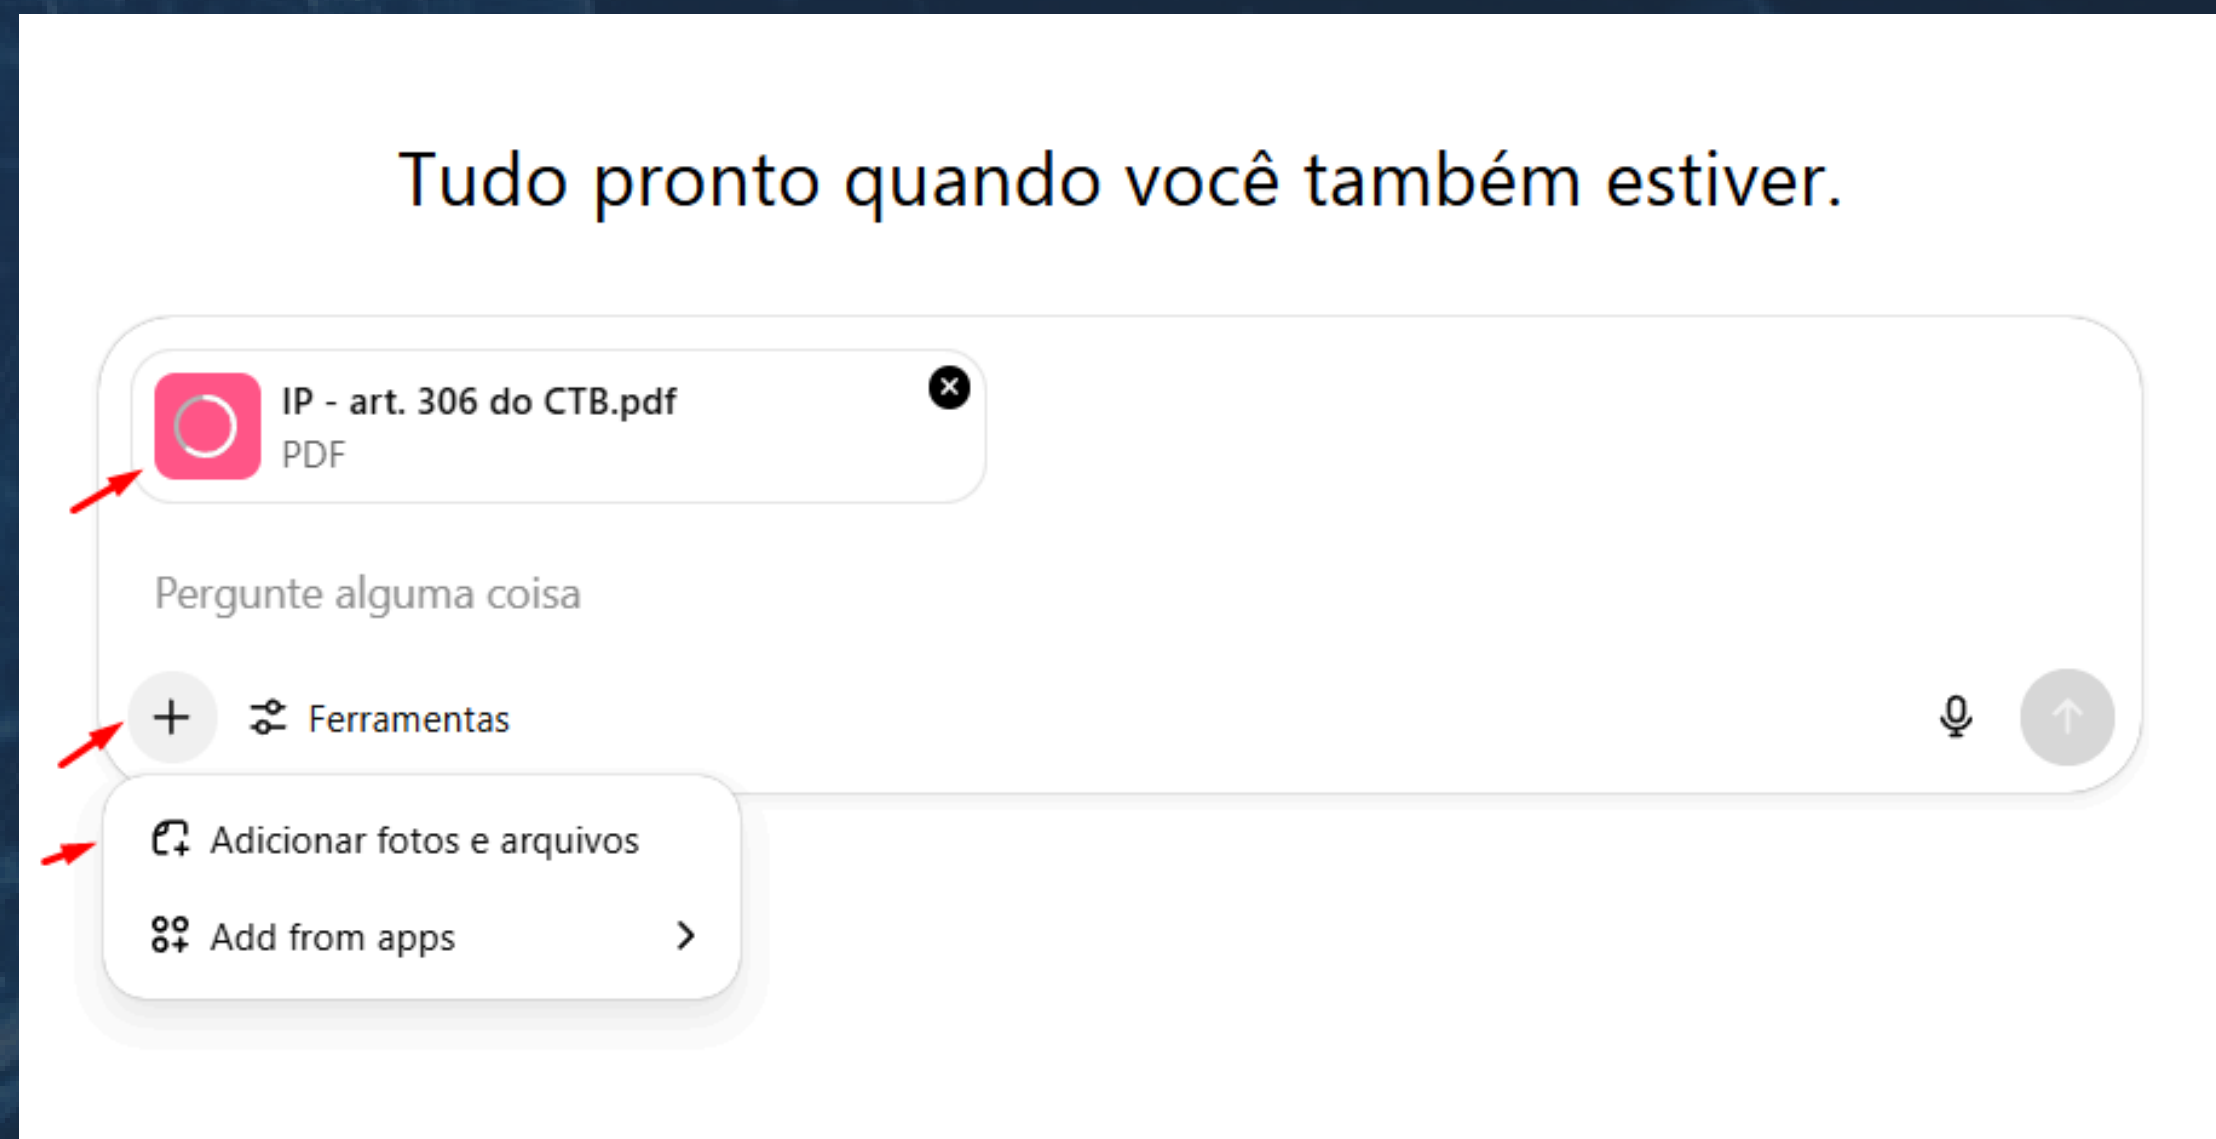 Tudo pronto quando você também estiver.
IP - art. 306 do CTB.pdf
PDF
Pergunte alguma coisa
Ferramentas
Adicionar fotos e arquivos
Add from apps